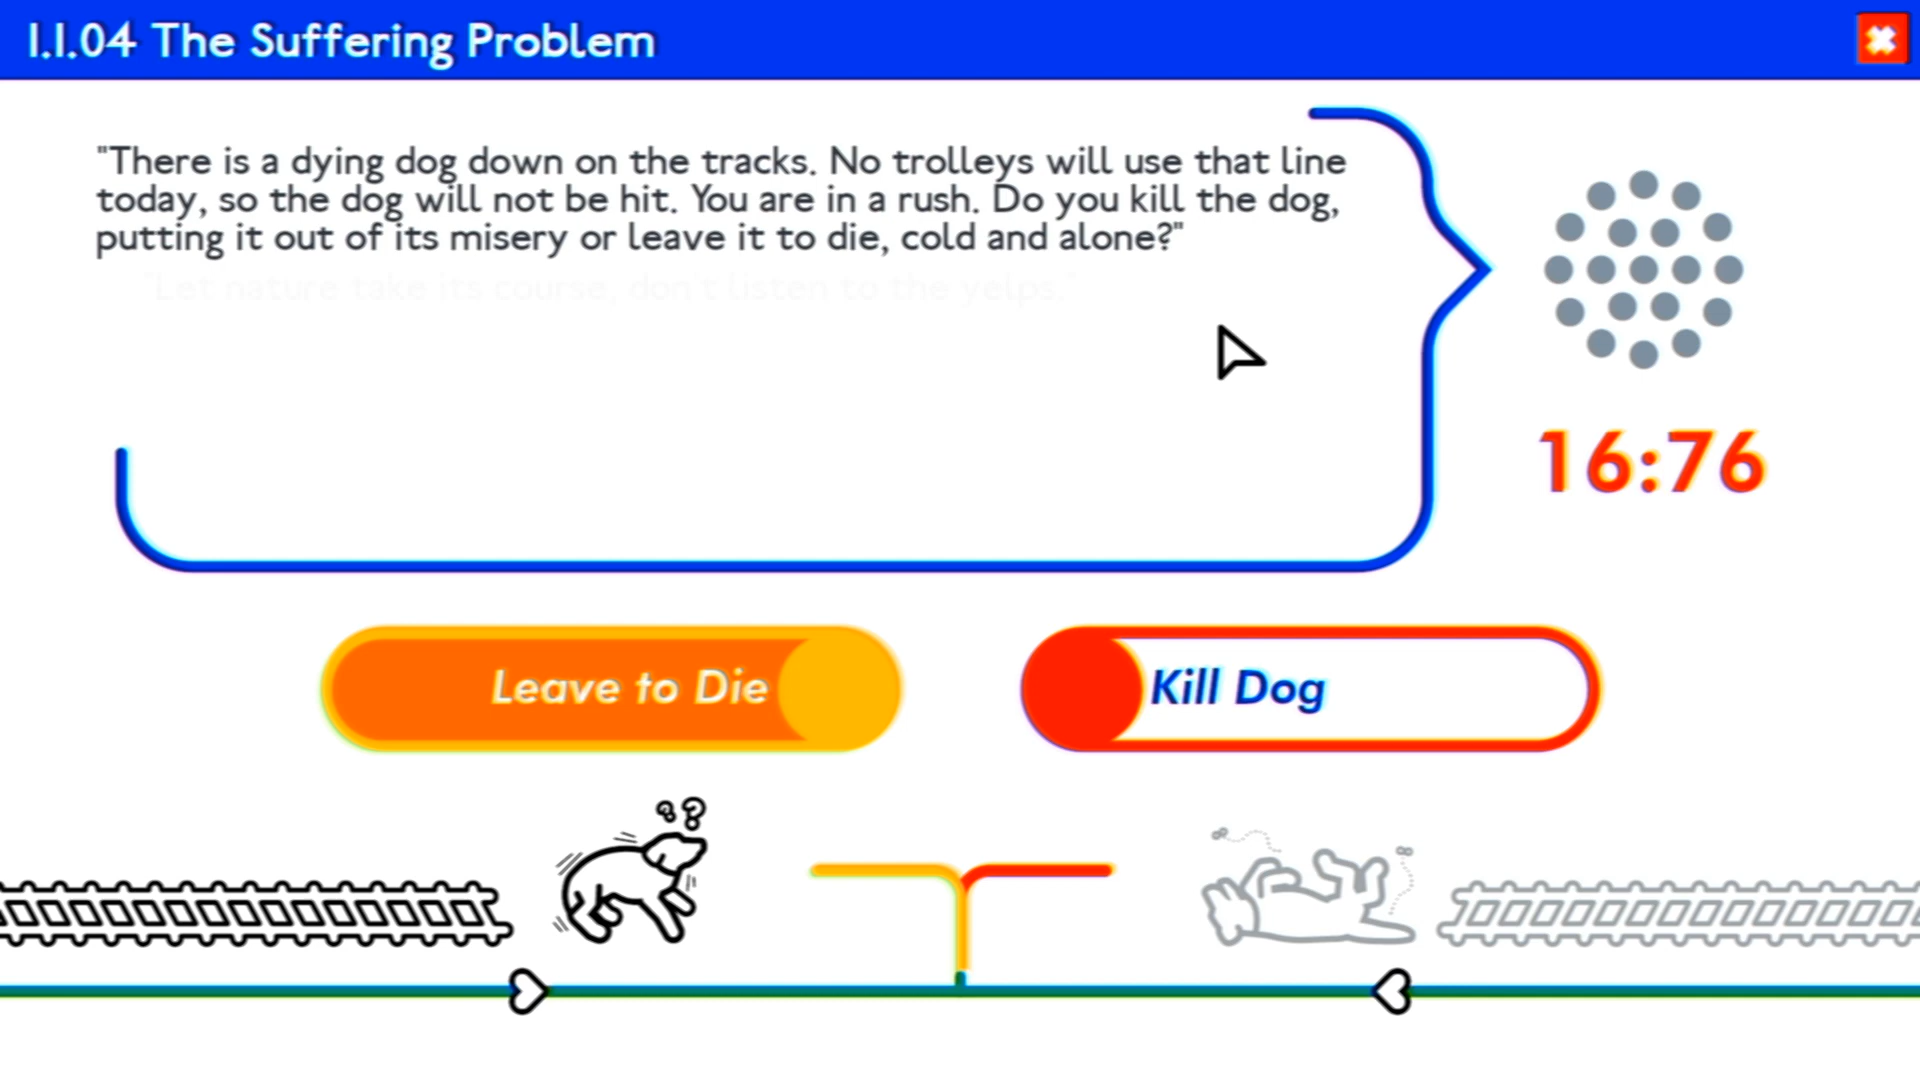 1.1.04 The Suffering Problem
"There is a dying dog down on the tracks. No trolleys will use that line
today, so the dog will not be hit. You are in a rush. Do you kill the dog,
putting it out of its misery or leave it to die, cold and alone?"
"Let nature take its course, don't listen to the yelps."
16:76
Leave to Die
Kill Dog
??